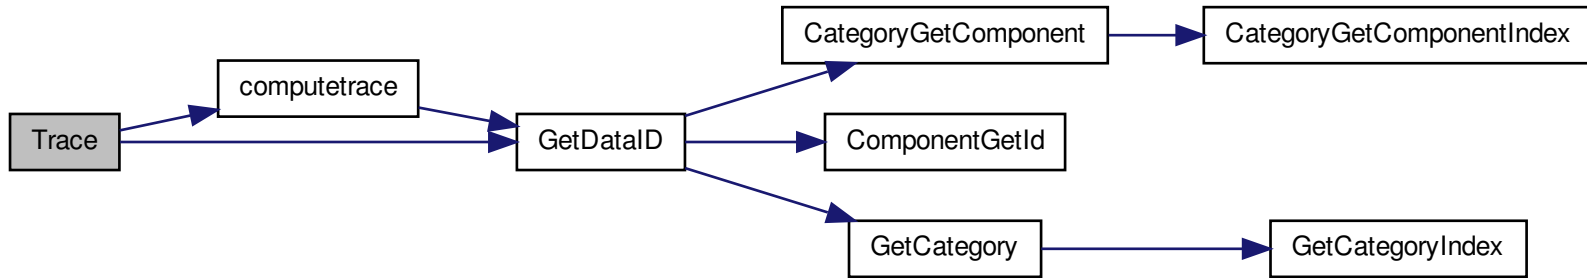 Trace
computetrace
GetDataID
CategoryGetComponent
CategoryGetComponentIndex
ComponentGetId
GetCategory
GetCategoryIndex